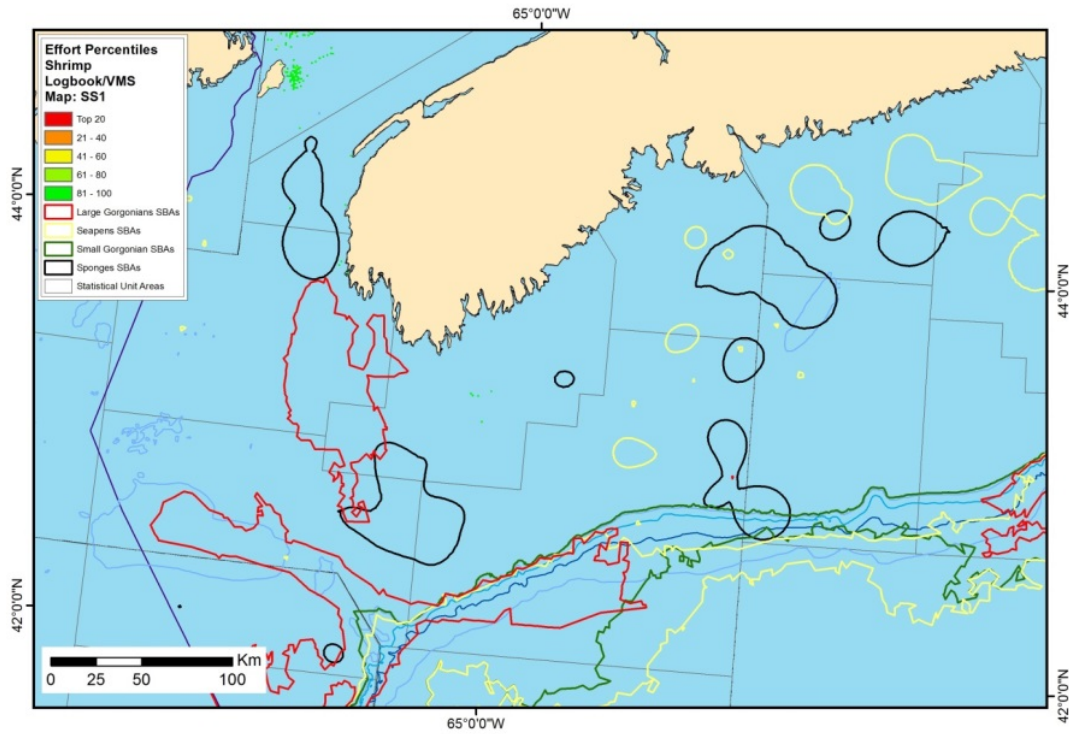 65°0'0"W
Effort Percentiles
Shrimp
Logbook/VMS
Map: SS1
Top 20
21 - 40
41 - 60
61 - 80
81 - 100
Large Gorgonians SBAs
Seapens SBAs
Small Gorgonian SBAs
Sponges SBAs
Statistical Unit Areas
44°0'0"N
44°0'0"N
42°0'0"N
Km
0 25 50 100
42°0'0"N
65°0'0"W